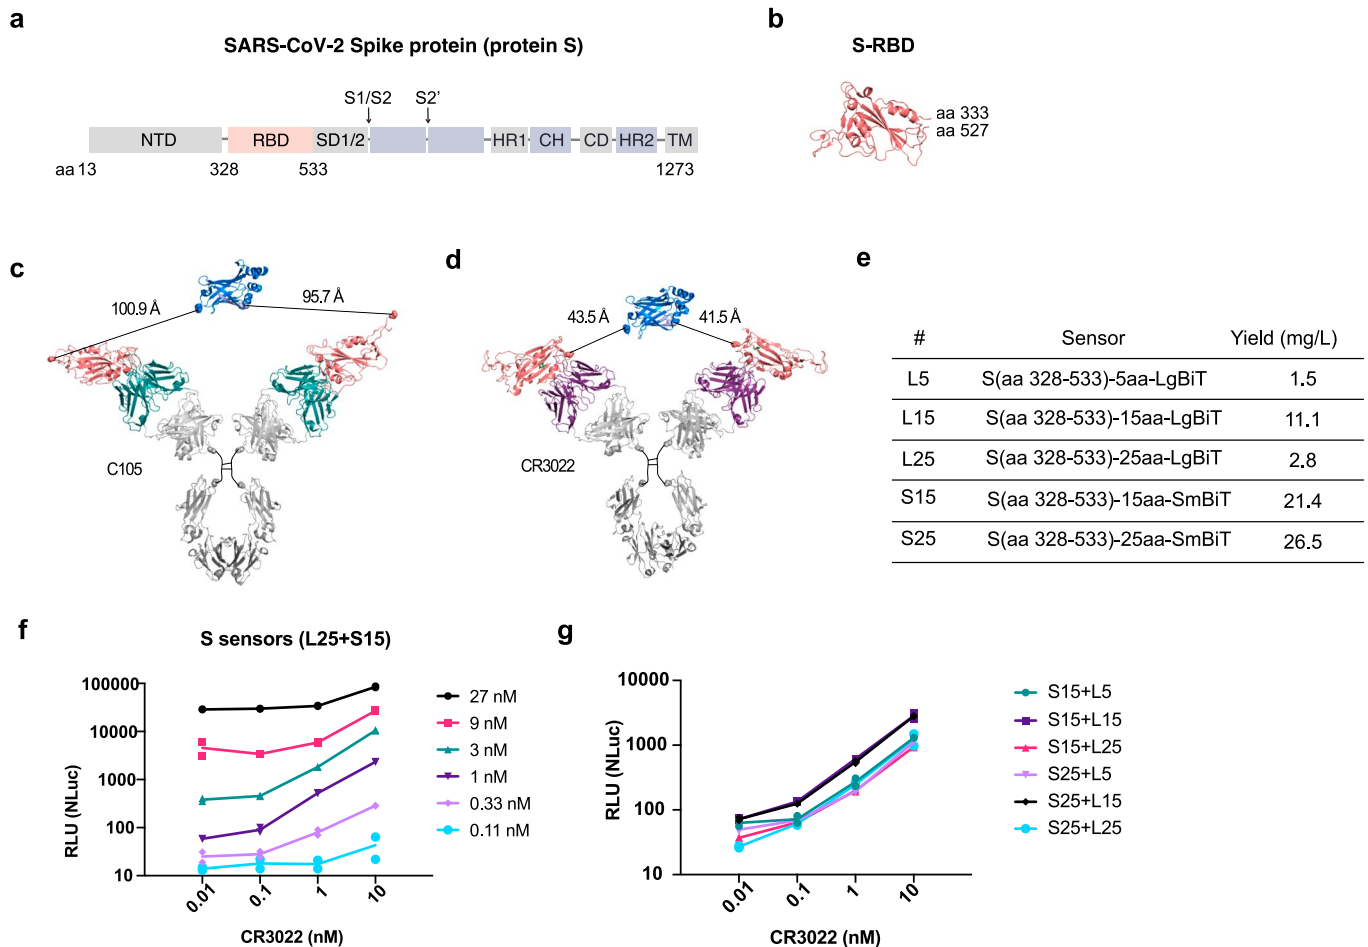 a
SARS-CoV-2 Spike protein (protein S)
S1/S2 S2'
NTD RBD SD1/2 HR1 CH CD HR2 TM
aa 13 328 533 1273
b
S-RBD
aa 333
aa 527
c
100.9 Å 95.7 Å
C105
d
43.5 Å 41.5 Å
CR3022
e
# Sensor Yield (mg/L)
L5 S(aa 328-533)-5aa-LgBiT 1.5
L15 S(aa 328-533)-15aa-LgBiT 11.1
L25 S(aa 328-533)-25aa-LgBiT 2.8
S15 S(aa 328-533)-15aa-SmBiT 21.4
S25 S(aa 328-533)-25aa-SmBiT 26.5
f
S sensors (L25+S15)
RLU (NLuc)
100000
10000
1000
100
10
0.01 0.1 1 10
CR3022 (nM)
27 nM
9 nM
3 nM
1 nM
0.33 nM
0.11 nM
g
RLU (NLuc)
10000
1000
100
10
0.01 0.1 1 10
CR3022 (nM)
S15+L5
S15+L15
S15+L25
S25+L5
S25+L15
S25+L25